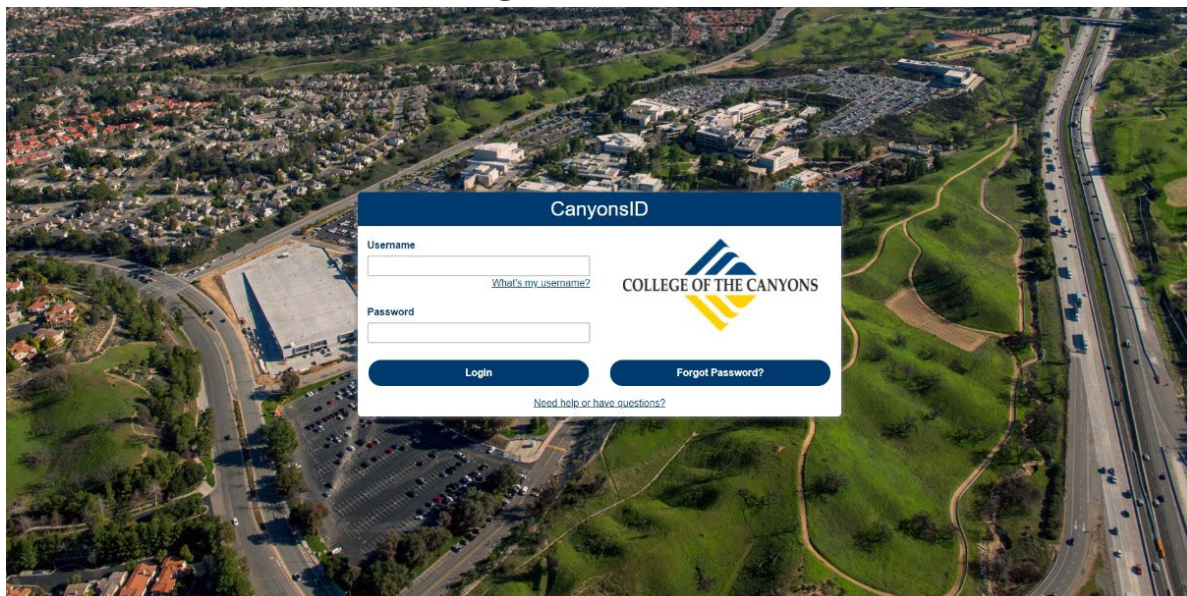 CanyonsID
Username
What's my username?
Password
COLLEGE OF THE CANYONS
Login
Forgot Password?
Need help or have questions?